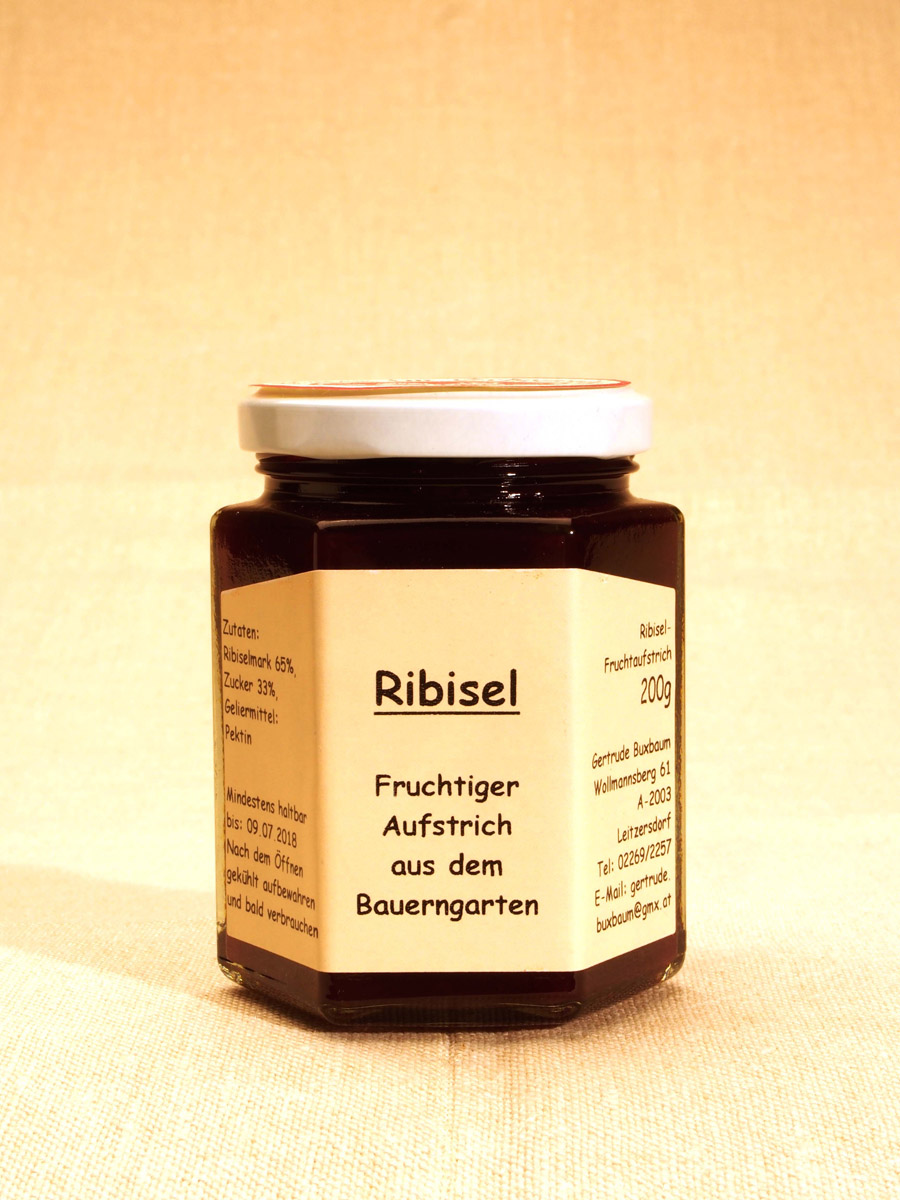 Zutaten:
Ribiselmark 65%,
Zucker 33%,
Geliermittel:
Pektin
Mindestens haltbar
bis: 09.07.2018
Nach dem Öffnen
gekühlt aufbewahren
und bald verbrauchen
Ribisel
Fruchtiger
Aufstrich
aus dem
Bauerngarten
Ribisel-
Fruchtaufstrich
200g
Gertrude Buxbaum
Wollmannsberg 61
A-2003
Leitzersdorf
Tel: 02269/2257
E-Mail: gertrude.
buxbaum@gmx.at